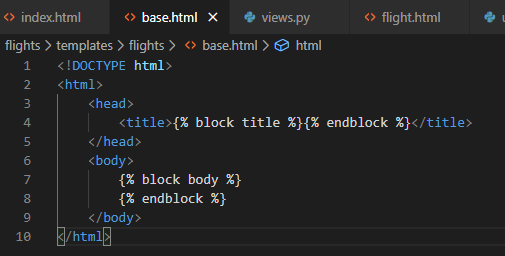 index.html base.html views.py flight.html
flights > templates > flights > base.html > html
1 <!DOCTYPE html>
2 <html>
3     <head>
4         <title>{% block title %}{% endblock %}</title>
5     </head>
6     <body>
7         {% block body %}
8         {% endblock %}
9     </body>
10 </html>